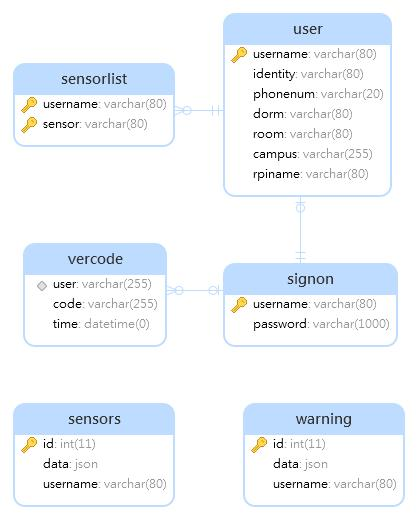 user
username: varchar(80)
identity: varchar(80)
phonenum: varchar(20)
dorm: varchar(80)
room: varchar(80)
campus: varchar(255)
rpiname: varchar(80)
sensorlist
username: varchar(80)
sensor: varchar(80)
vercode
user: varchar(255)
code: varchar(255)
time: datetime(0)
signon
username: varchar(80)
password: varchar(1000)
sensors
id: int(11)
data: json
username: varchar(80)
warning
id: int(11)
data: json
username: varchar(80)